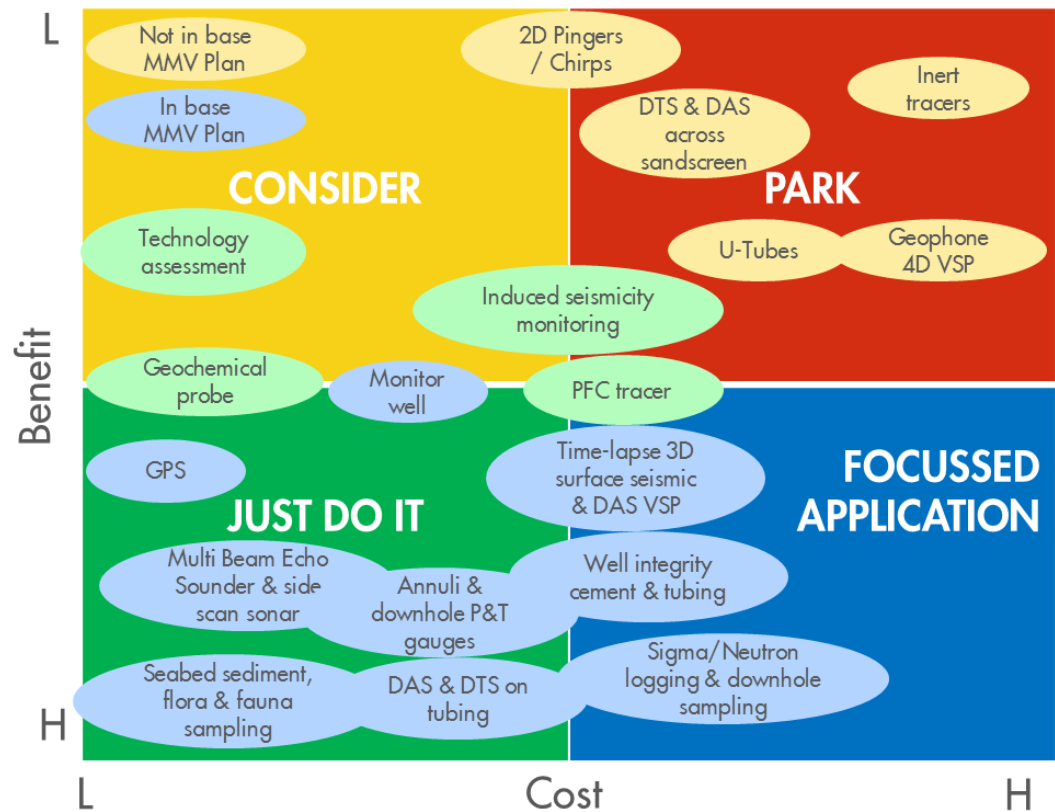 L
Not in base
MMV Plan
2D Pingers
/ Chirps
Inert
tracers
In base
MMV Plan
DTS & DAS
across
sandscreen
CONSIDER
PARK
Technology
assessment
U-Tubes
Geophone
4D VSP
Induced seismicity
monitoring
Benefit
Geochemical
probe
Monitor
well
PFC tracer
GPS
Time-lapse 3D
surface seismic
& DAS VSP
FOCUSSED
APPLICATION
JUST DO IT
Multi Beam Echo
Sounder & side
scan sonar
Annuli &
downhole P&T
gauges
Well integrity
cement & tubing
Seabed sediment,
flora & fauna
sampling
DAS & DTS on
tubing
Sigma/Neutron
logging & downhole
sampling
H
L
Cost
H